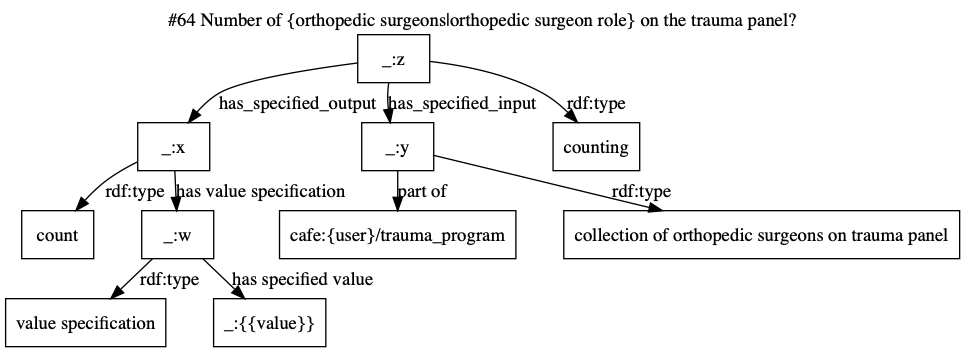 #64 Number of {orthopedic surgeons|orthopedic surgeon role} on the trauma panel?
_:z
has_specified_output
has_specified_input
rdf:type
_:x
_:y
counting
rdf:type
has value specification
part of
rdf:type
count
_:w
cafe:{user}/trauma_program
collection of orthopedic surgeons on trauma panel
rdf:type
has specified value
value specification
_:{{value}}